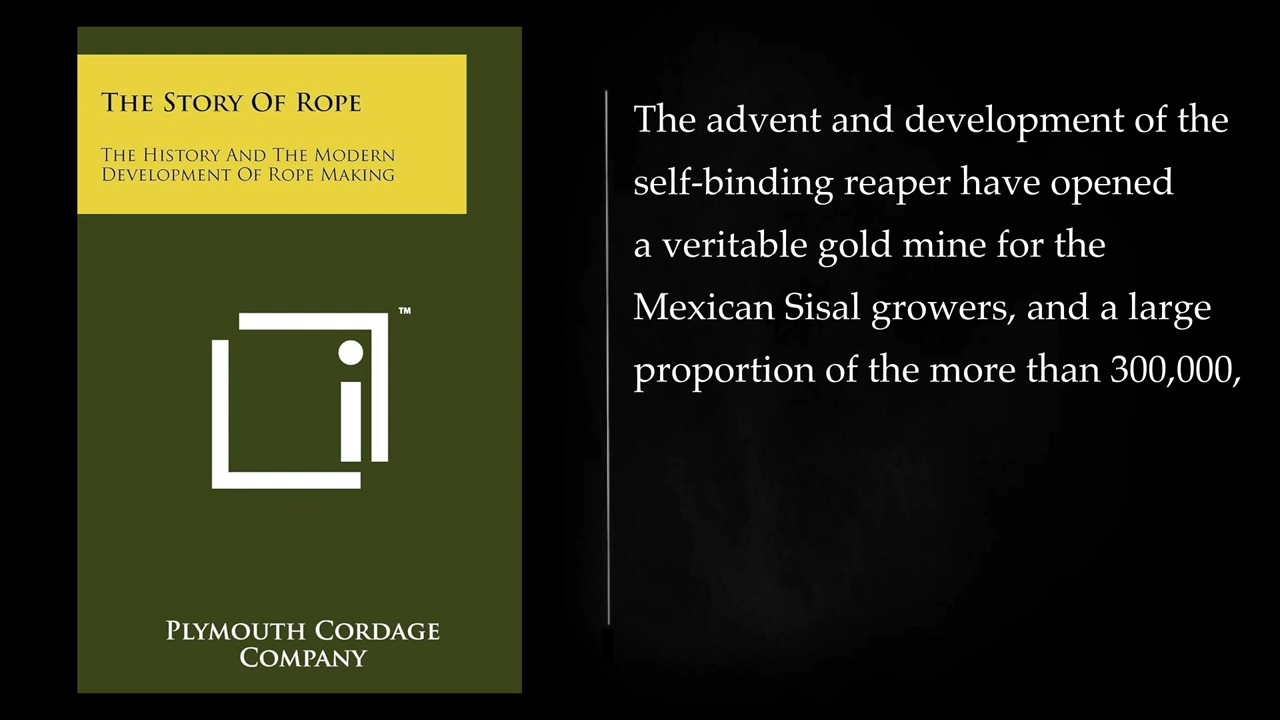 The Story Of Rope
The History And The Modern
Development Of Rope Making
™
Plymouth Cordage
Company
The advent and development of the
self-binding reaper have opened
a veritable gold mine for the
Mexican Sisal growers, and a large
proportion of the more than 300,000,